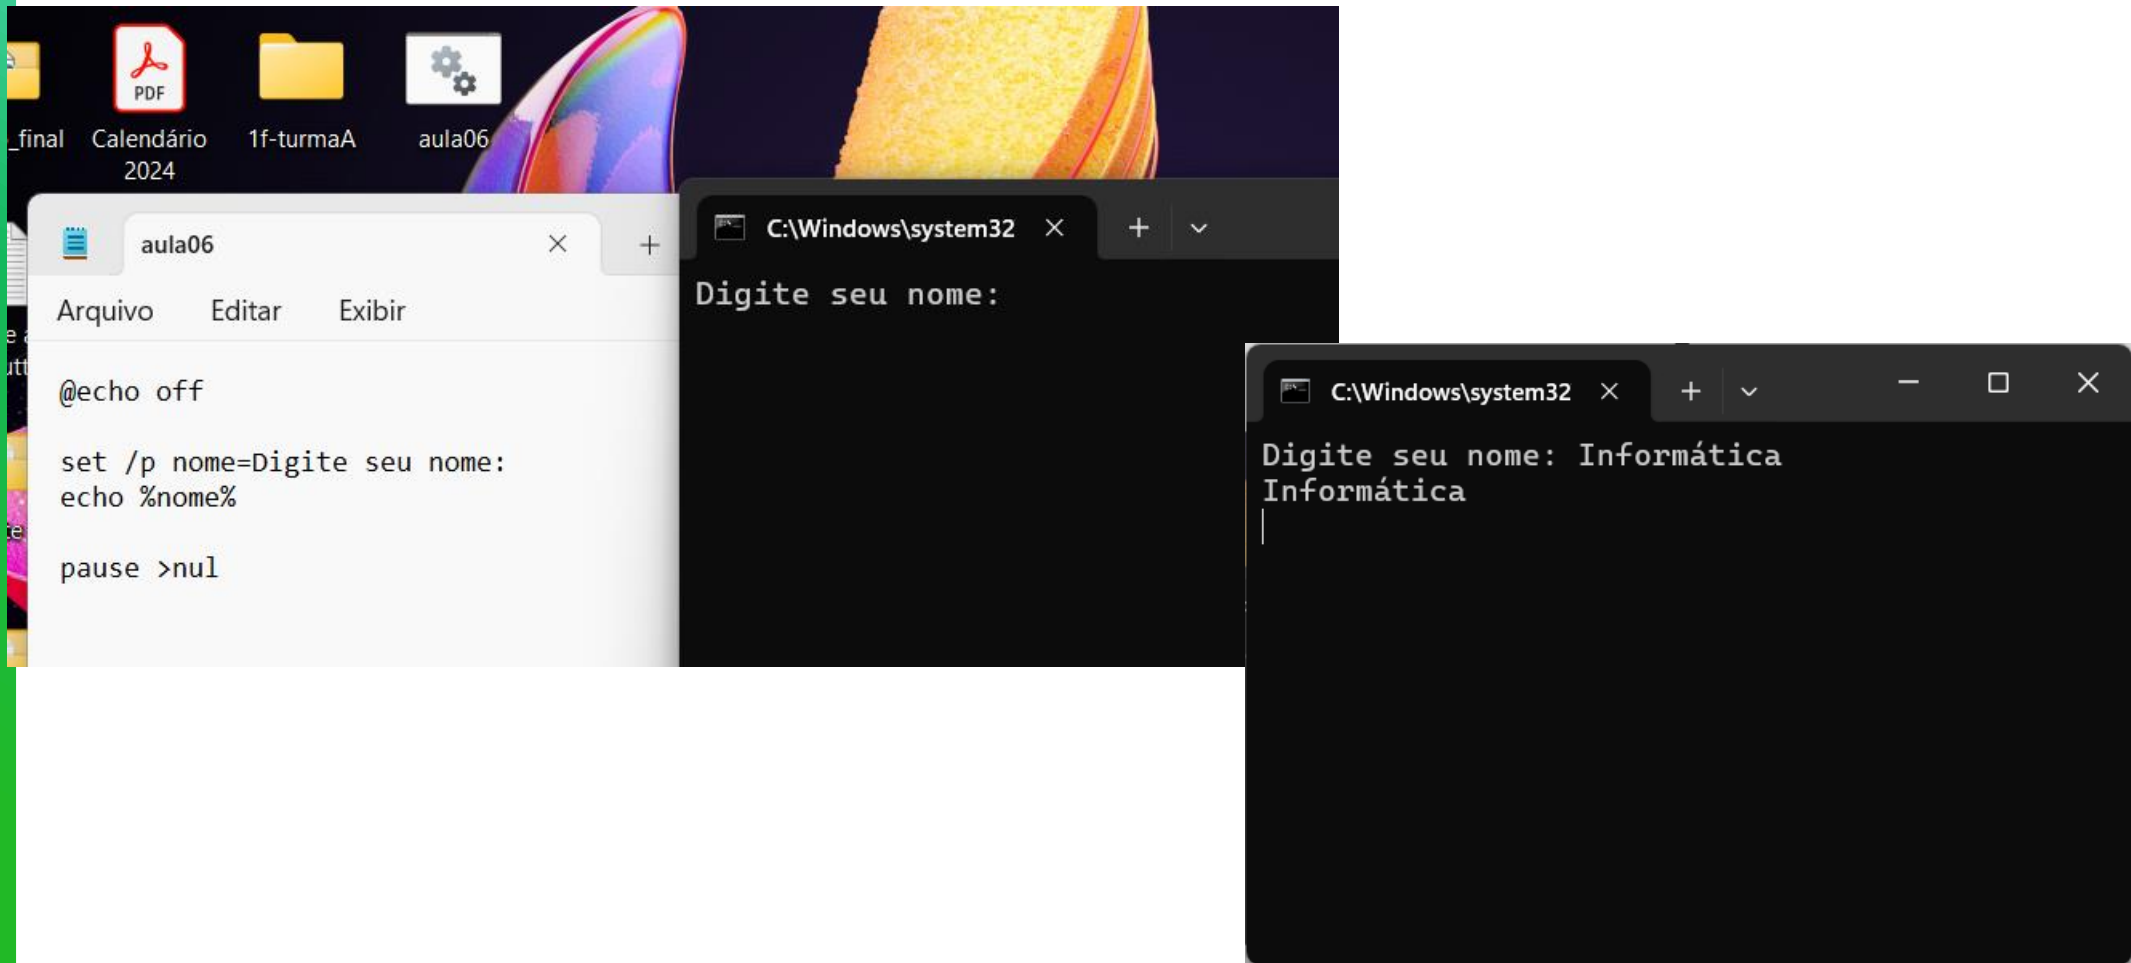 _final
Calendário
2024
1f-turmaA
aula06
PDF
aula06
Arquivo Editar Exibir
@echo off
set /p nome=Digite seu nome:
echo %nome%
pause >nul
C:\Windows\system32
Digite seu nome:
C:\Windows\system32
Digite seu nome: Informática
Informática